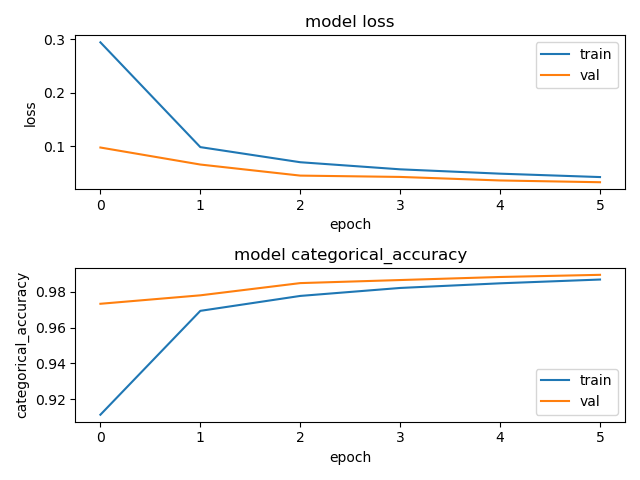 model loss
0.3
0.2
0.1
loss
train
val
0 1 2 3 4 5
epoch
model categorical_accuracy
0.98
0.96
0.94
0.92
categorical_accuracy
train
val
0 1 2 3 4 5
epoch